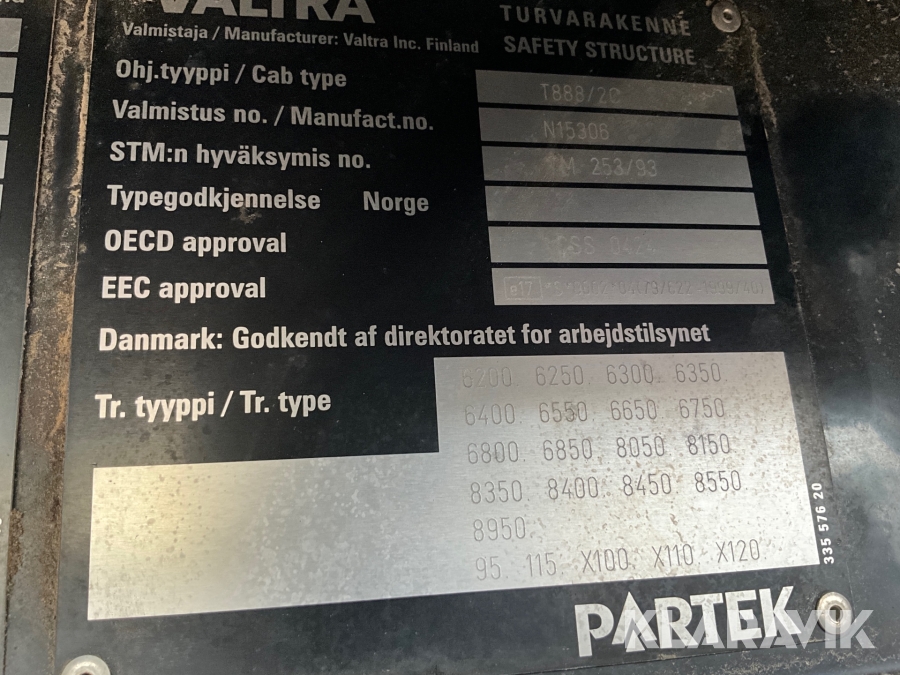 VALTRA
Valmistaja / Manufacturer: Valtra Inc. Finland
TURVARAKENNE
SAFETY STRUCTURE
Ohj.tyyppi / Cab type T888/2C
Valmistus no. / Manufact.no. N15306
STM:n hyväksymis no. TM 253/93
Typegodkjennelse Norge
OECD approval
EEC approval e17
Danmark: Godkendt af direktoratet for arbejdstilsynet
Tr. tyyppi / Tr. type
6200. 6250. 6300. 6350.
6400. 6550. 6650. 6750.
6800. 6850. 8050. 8150.
8350. 8400. 8450. 8550.
8950.
95. 115. X100. X110. X120.
335 576 20
PARTEK